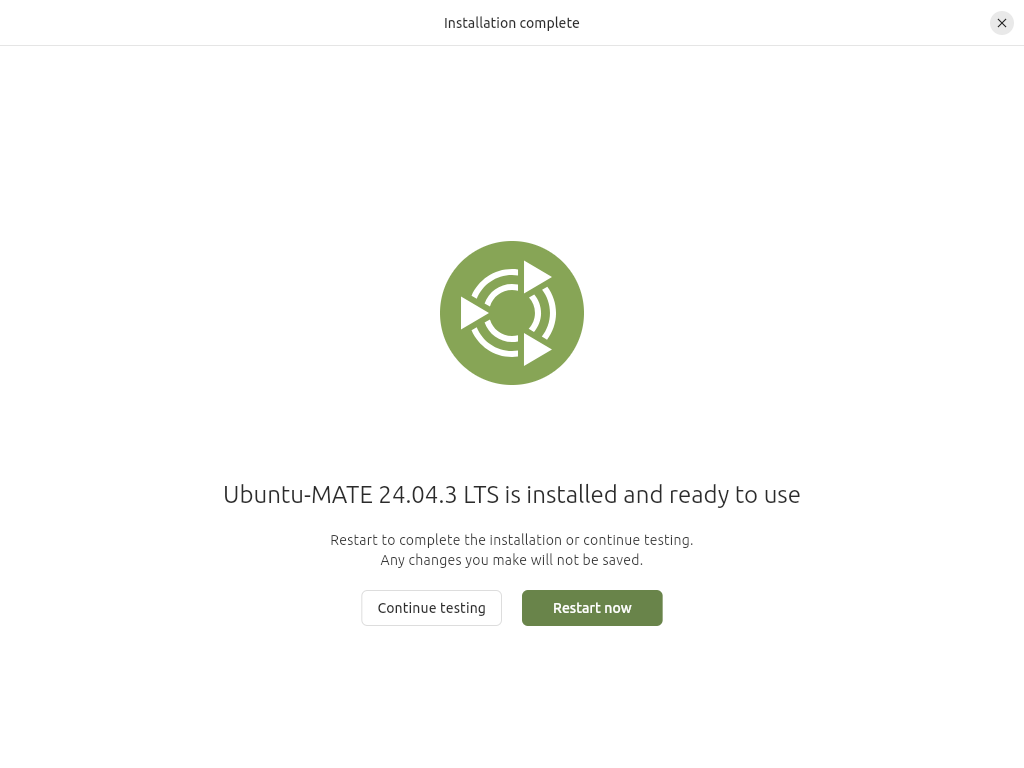 Installation complete
Ubuntu-MATE 24.04.3 LTS is installed and ready to use
Restart to complete the installation or continue testing.
Any changes you make will not be saved.
Continue testing
Restart now